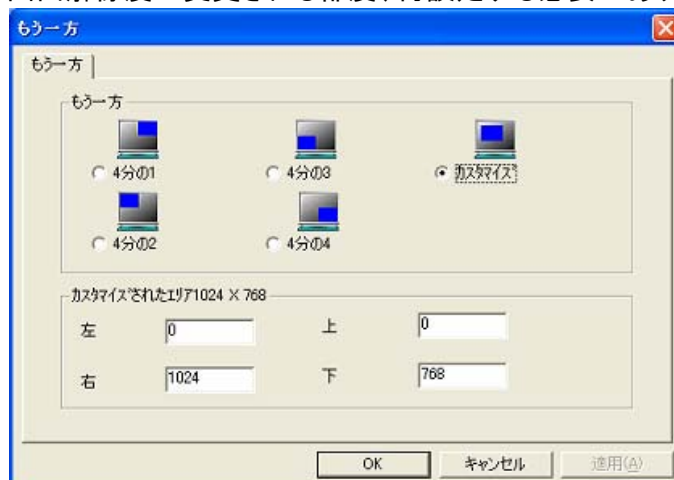 もう一方
もう一方
もう一方
4分の1
4分の3
カスタマイズ
4分の2
4分の4
カスタマイズされたエリア1024 × 768
左 0 上 0
右 1024 下 768
OK キャンセル 適用(A)